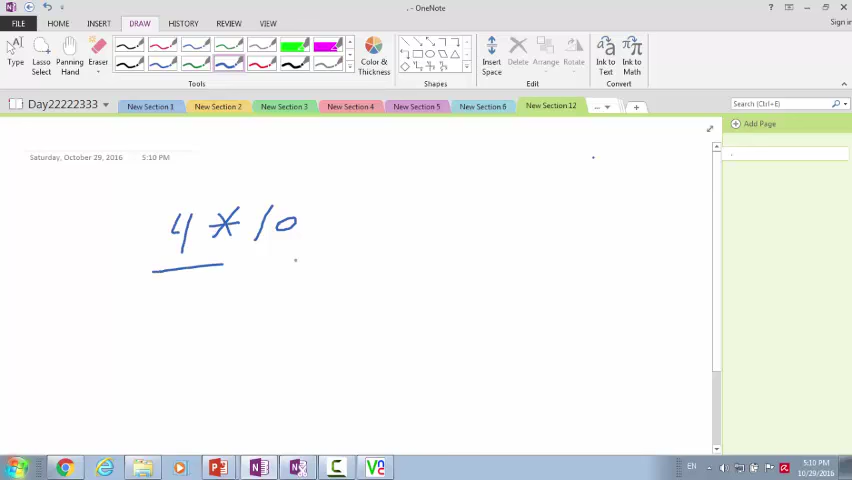 . - OneNote
FILE HOME INSERT DRAW HISTORY REVIEW VIEW
Sign in
Type Lasso Select Panning Hand Eraser Color & Thickness Insert Space Delete Arrange Rotate Ink to Text Ink to Math
Tools Shapes Edit Convert
Day22222333 New Section 1 New Section 2 New Section 3 New Section 4 New Section 5 New Section 6 New Section 12 ... + Search (Ctrl+E)
Add Page
Saturday, October 29, 2016 5:10 PM
4 * 10
EN 5:10 PM
10/29/2016